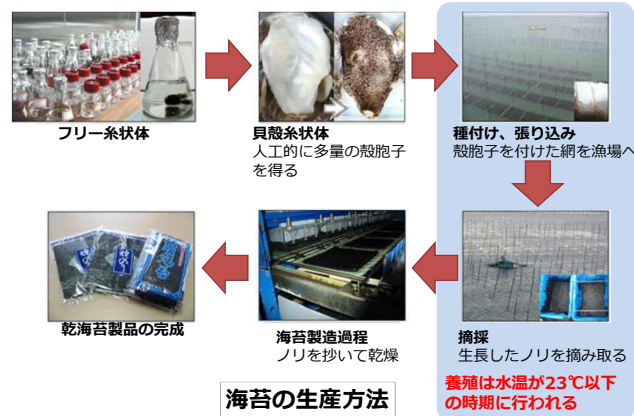 フリー糸状体
貝殻糸状体
人工的に多量の殻胞子
を得る
種付け、張り込み
殻胞子を付けた網を漁場へ
摘採
生長したノリを摘み取る
養殖は水温が23℃以下
の時期に行われる
海苔製造過程
ノリを抄いて乾燥
乾海苔製品の完成
海苔の生産方法